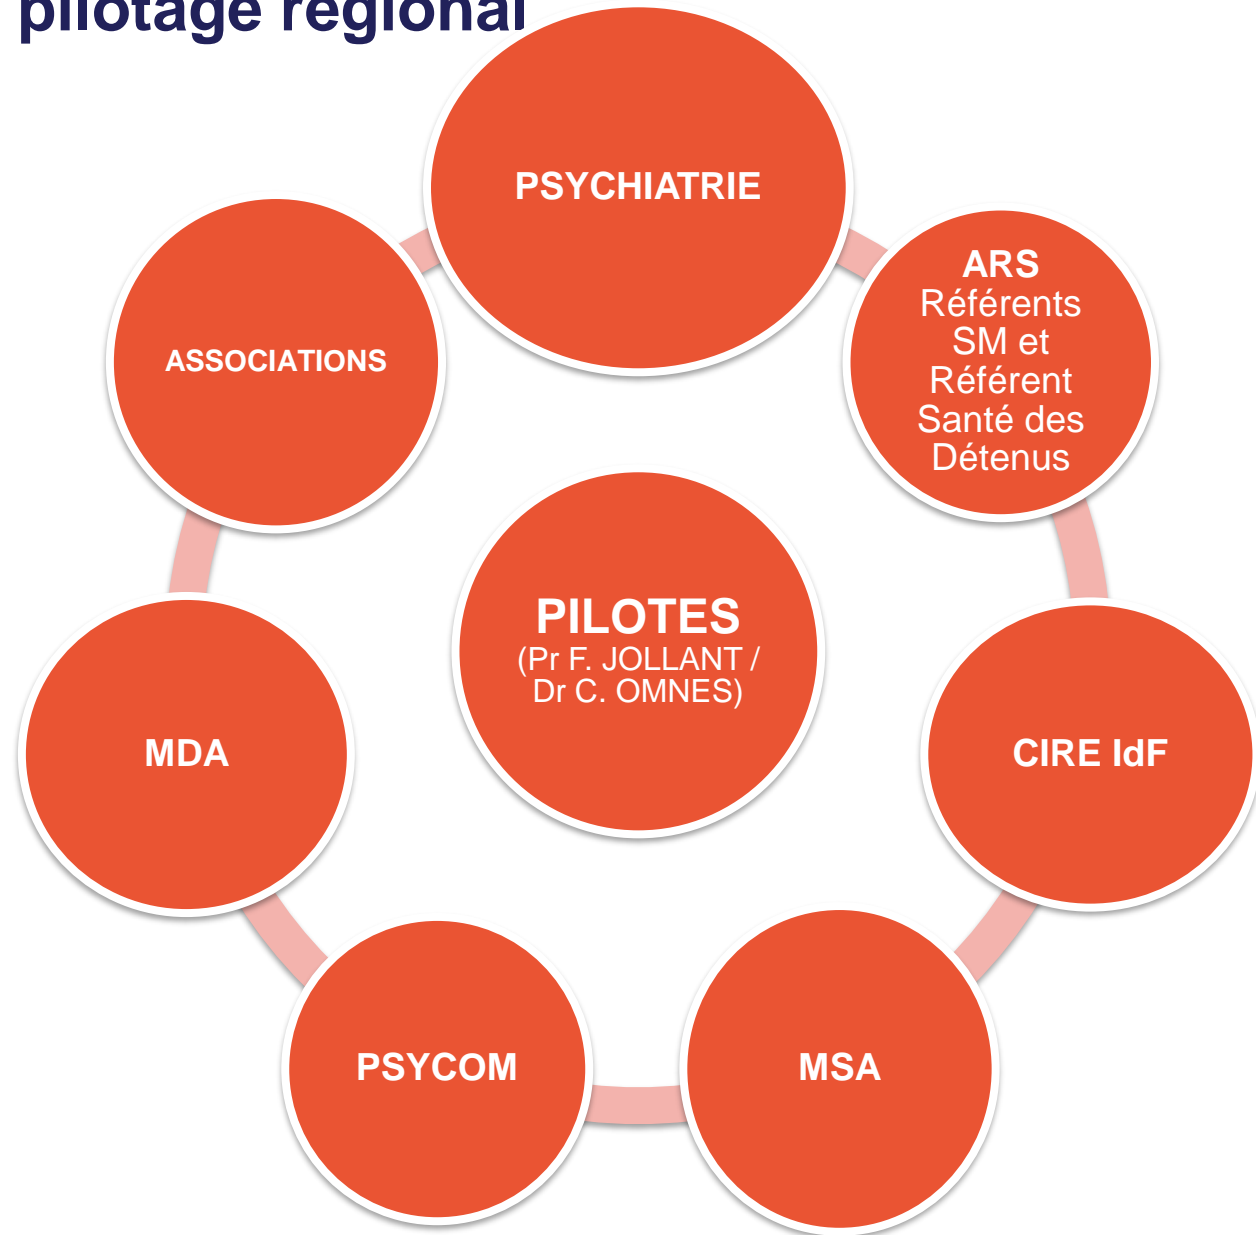 pilotage régional
PSYCHIATRIE
ARS
Référents
SM et
Référent
Santé des
Détenus
ASSOCIATIONS
PILOTES
(Pr F. JOLLANT /
Dr C. OMNES)
MDA
CIRE IdF
PSYCOM
MSA